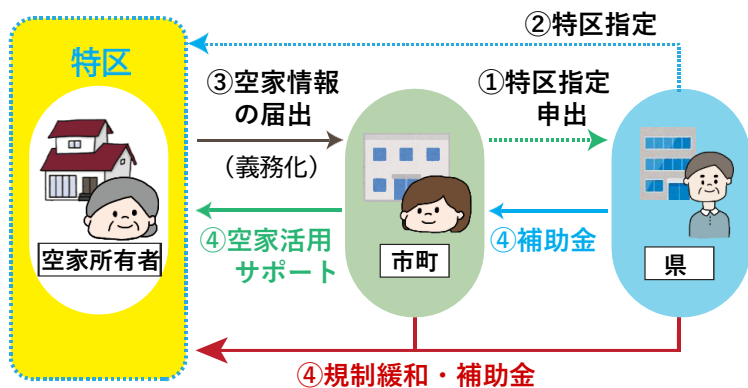 ②特区指定
特区
③空家情報
の届出
(義務化)
①特区指定
申出
④空家活用
サポート
④補助金
空家所有者
市町
県
④規制緩和・補助金